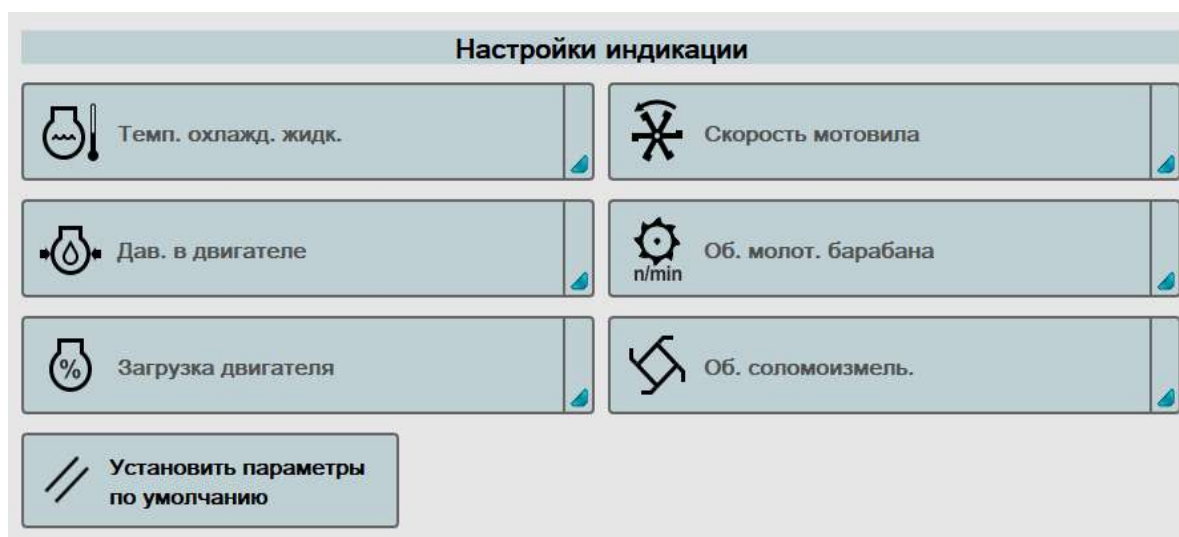 Настройки индикации
Темп. охлажд. жидк.
Скорость мотовила
Дав. в двигателе
n/min
Об. молот. барабана
%
Загрузка двигателя
Об. соломоизмель.
Установить параметры
по умолчанию